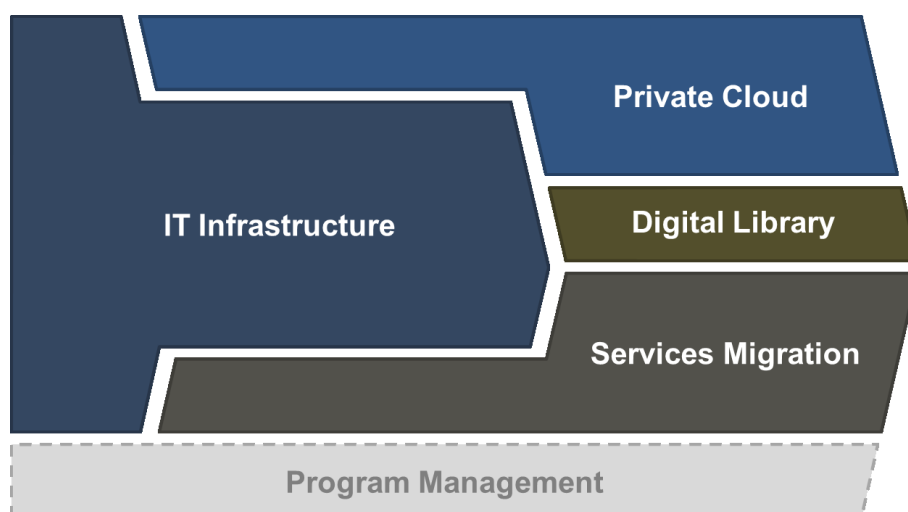 Private Cloud
IT Infrastructure
Digital Library
Services Migration
Program Management